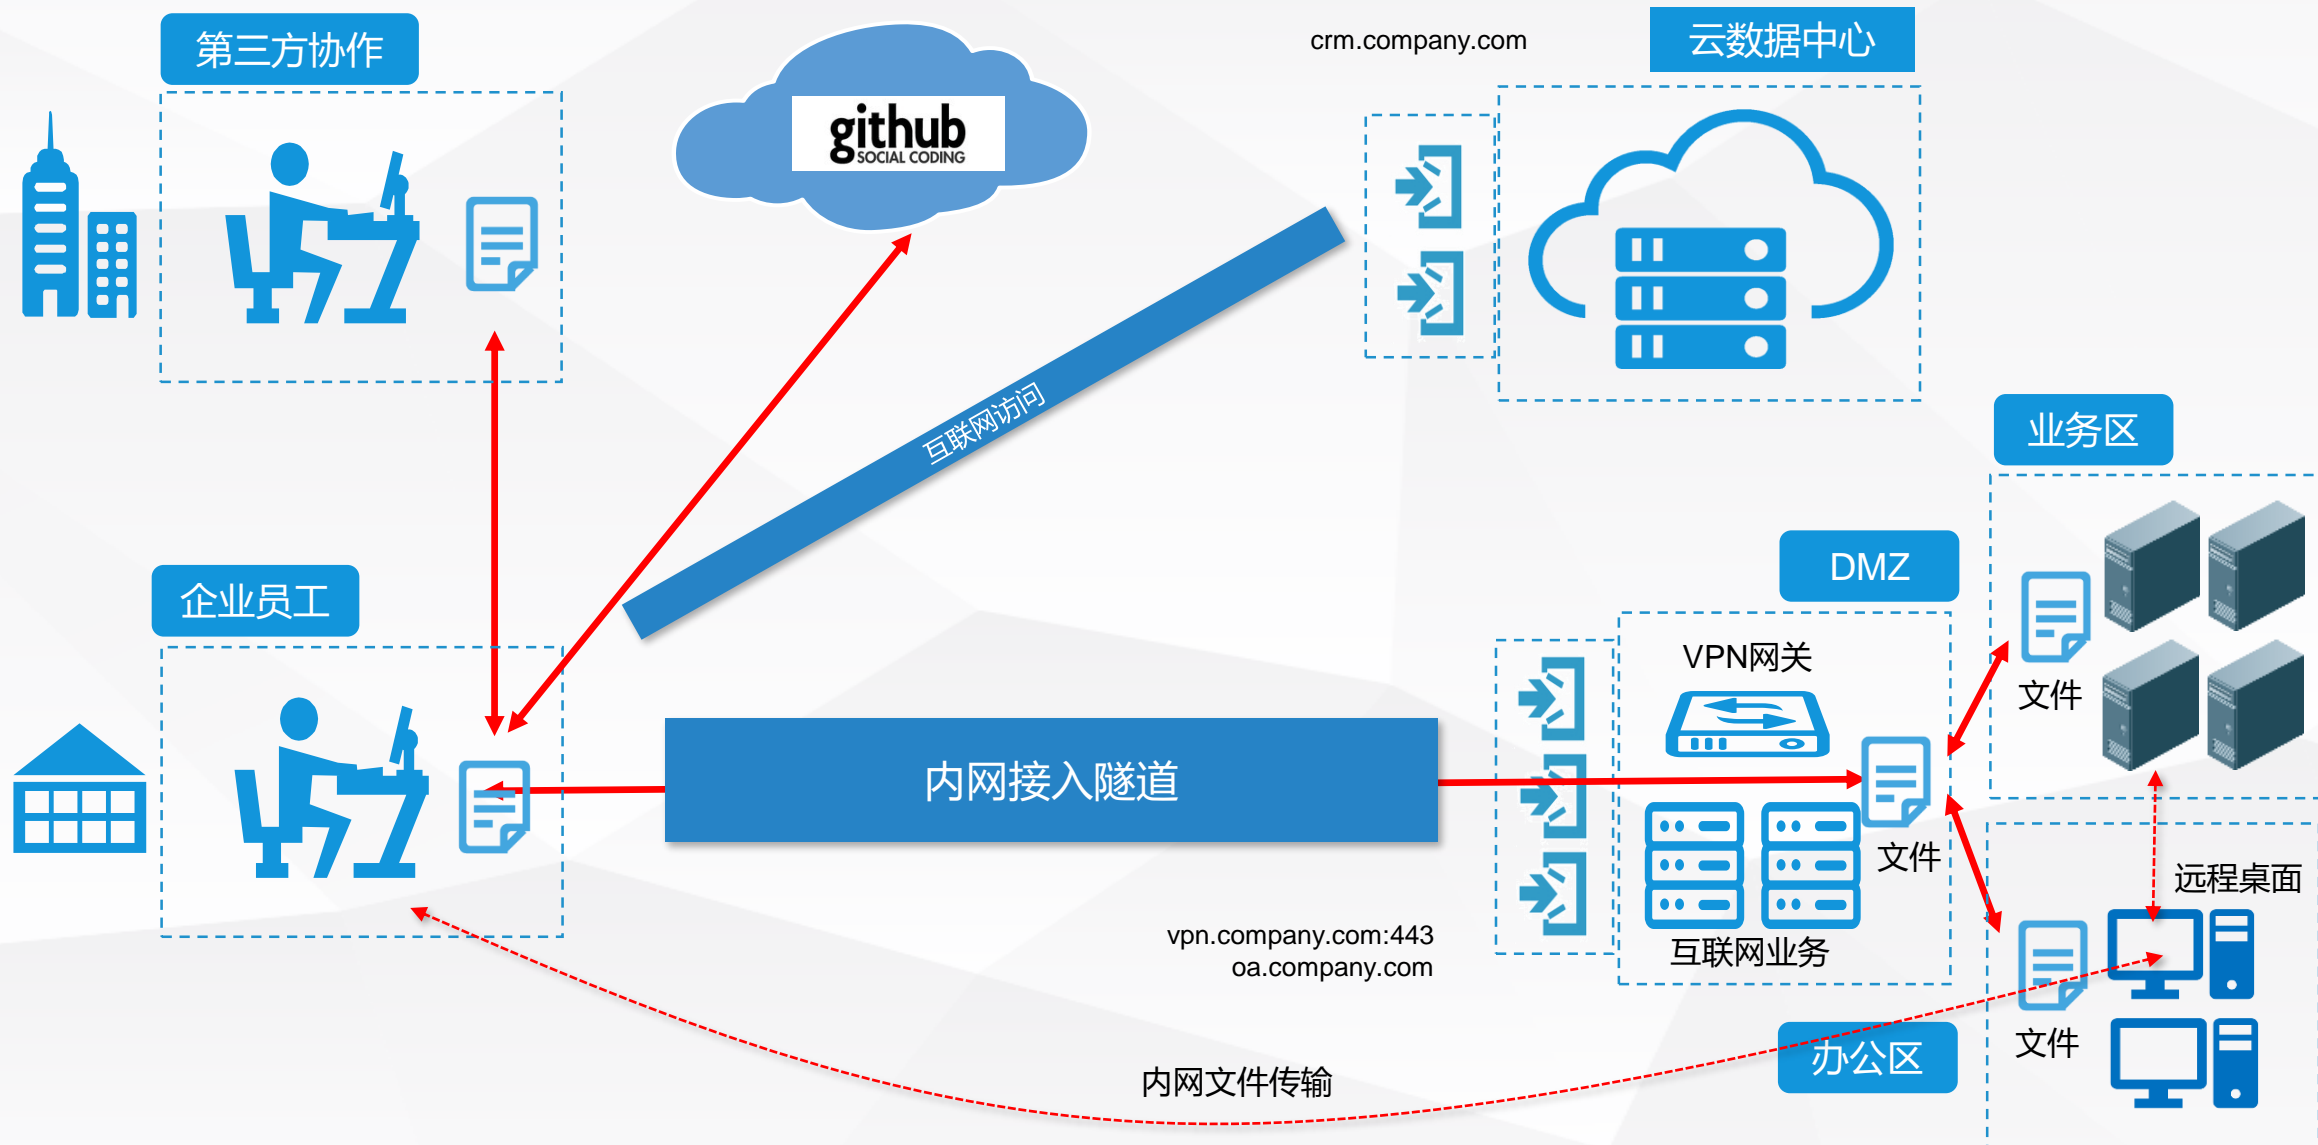 第三方协作
github
SOCIAL CODING
crm.company.com
云数据中心
互联网访问
业务区
企业员工
DMZ
VPN网关
文件
内网接入隧道
文件
远程桌面
vpn.company.com:443
oa.company.com
互联网业务
文件
办公区
内网文件传输